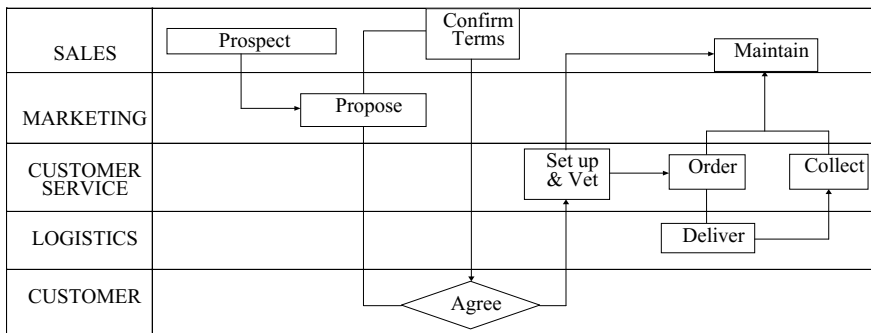 SALES
Prospect
Confirm
Terms
Maintain
MARKETING
Propose
CUSTOMER
SERVICE
Set up
& Vet
Order
Collect
LOGISTICS
Deliver
CUSTOMER
Agree